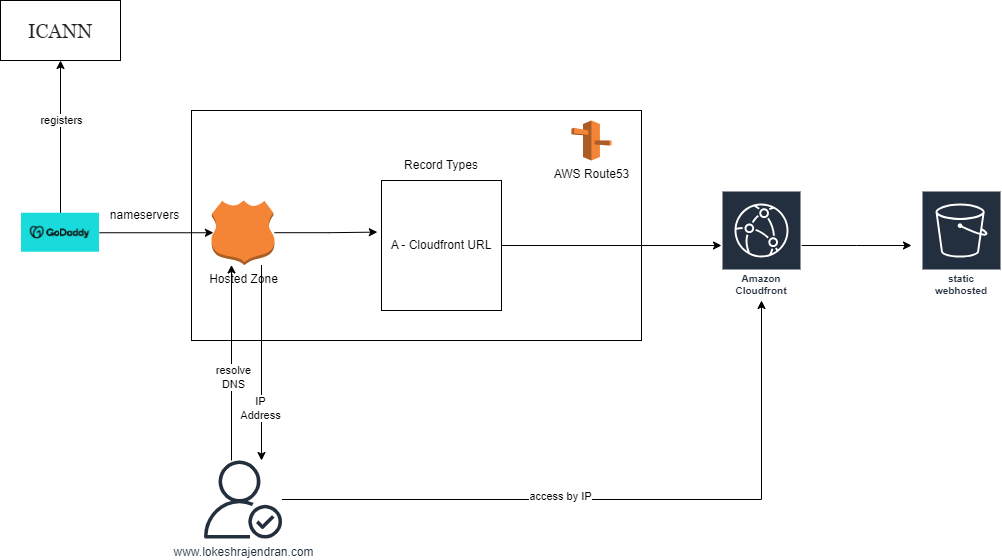 ICANN
registers
GoDaddy
nameservers
Hosted Zone
Record Types
A - Cloudfront URL
AWS Route53
Amazon
Cloudfront
static
webhosted
resolve
DNS
IP
Address
access by IP
www.lokeshrajendran.com